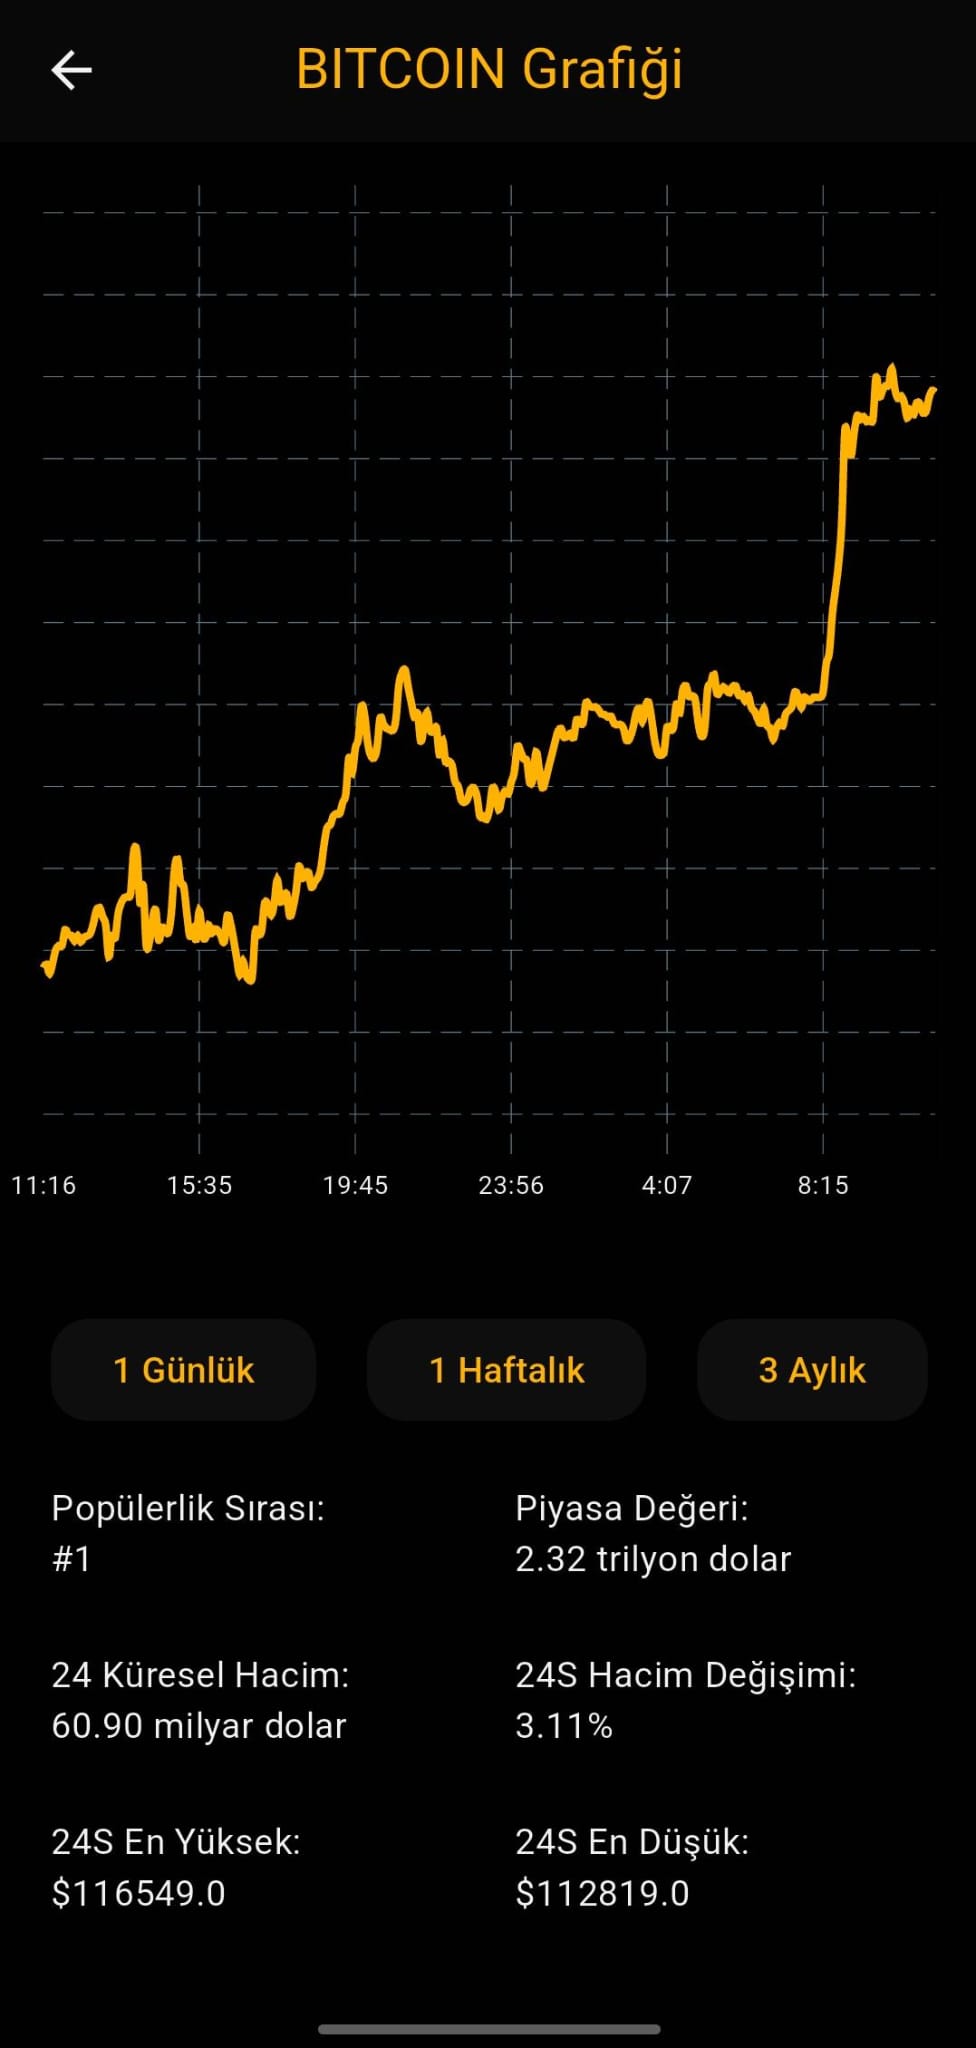 BITCOIN Grafiği
11:16 15:35 19:45 23:56 4:07 8:15
1 Günlük 1 Haftalık 3 Aylık
Popülerlik Sırası:
#1
Piyasa Değeri:
2.32 trilyon dolar
24 Küresel Hacim:
60.90 milyar dolar
24S Hacim Değişimi:
3.11%
24S En Yüksek:
$116549.0
24S En Düşük:
$112819.0